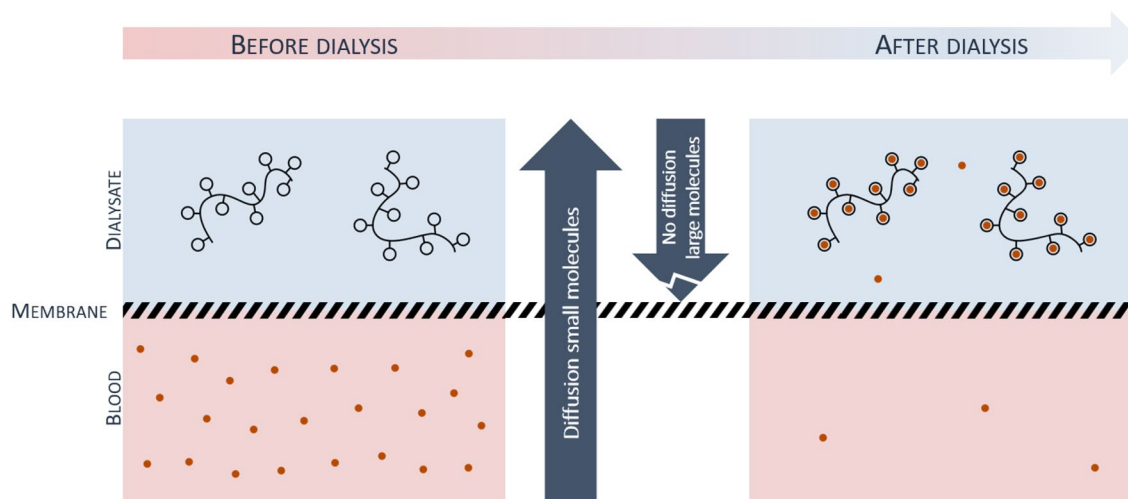 BEFORE DIALYSIS
AFTER DIALYSIS
DIALYSATE
MEMBRANE
BLOOD
Diffusion small molecules
No diffusion
large molecules